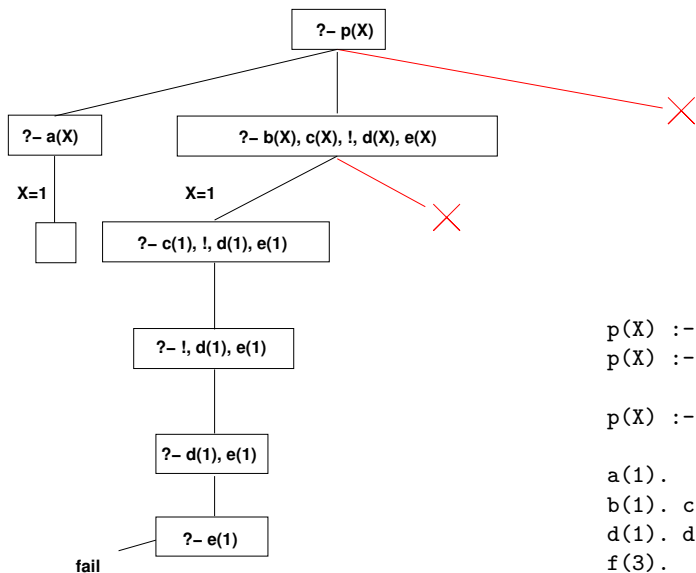 ?– p(X)
?– a(X)
?– b(X), c(X), !, d(X), e(X)
X=1
X=1
?– c(1), !, d(1), e(1)
?– !, d(1), e(1)
?– d(1), e(1)
?– e(1)
fail
p(X) :-
p(X) :-
p(X) :-
a(1).
b(1). c
d(1). d
f(3).